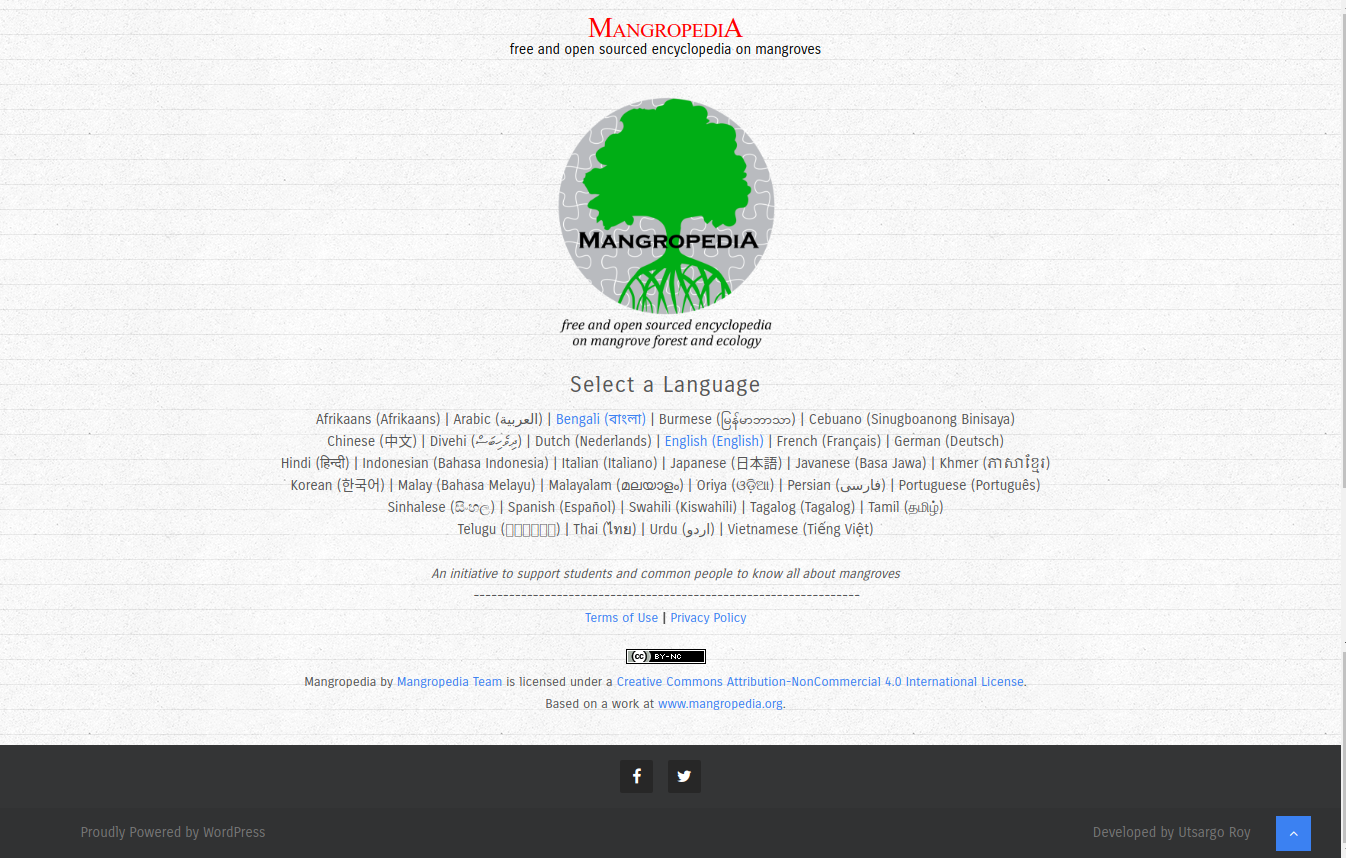 MANGROPEDIA
free and open sourced encyclopedia on mangroves
MANGROPEDIA
free and open sourced encyclopedia
on mangrove forest and ecology
Select a Language
Afrikaans (Afrikaans) | Arabic (العربية) | Bengali (বাংলা) | Burmese (မြန်မာဘာသာ) | Cebuano (Sinugboanong Binisaya)
Chinese (中文) | Divehi (ދިވެހިބަސް) | Dutch (Nederlands) | English (English) | French (Français) | German (Deutsch)
Hindi (हिन्दी) | Indonesian (Bahasa Indonesia) | Italian (Italiano) | Japanese (日本語) | Javanese (Basa Jawa) | Khmer (ភាសាខ្មែរ)
Korean (한국어) | Malay (Bahasa Melayu) | Malayalam (മലയാളം) | Oriya (ଓଡ଼ିଆ) | Persian (فارسی) | Portuguese (Português)
Sinhalese (සිංහල) | Spanish (Español) | Swahili (Kiswahili) | Tagalog (Tagalog) | Tamil (தமிழ்)
Telugu () | Thai (ไทย) | Urdu (اردو) | Vietnamese (Tiếng Việt)
An initiative to support students and common people to know all about mangroves
-----------------------------------------------------------------
Terms of Use | Privacy Policy
cc BY-NC
Mangropedia by Mangropedia Team is licensed under a Creative Commons Attribution-NonCommercial 4.0 International License.
Based on a work at www.mangropedia.org.
Proudly Powered by WordPress
Developed by Utsargo Roy